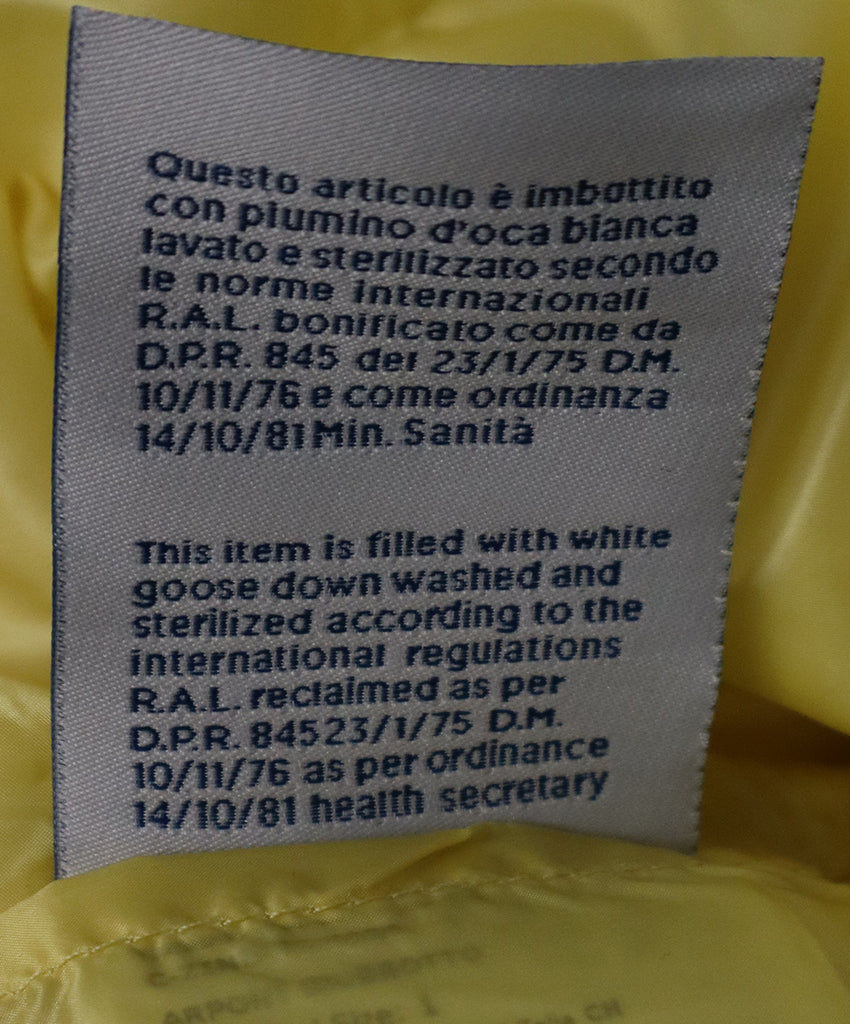 Questo articolo è imbottito
con piumino d'oca bianca
lavato e sterilizzato secondo
le norme internazionali
R.A.L. bonificato come da
D.P.R. 845 del 23/1/75 D.M.
10/11/76 e come ordinanza
14/10/81 Min. Sanità
This item is filled with white
goose down washed and
sterilized according to the
international regulations
R.A.L. reclaimed as per
D.P.R. 84523/1/75 D.M.
10/11/76 as per ordinance
14/10/81 health secretary
Size: 1
CH